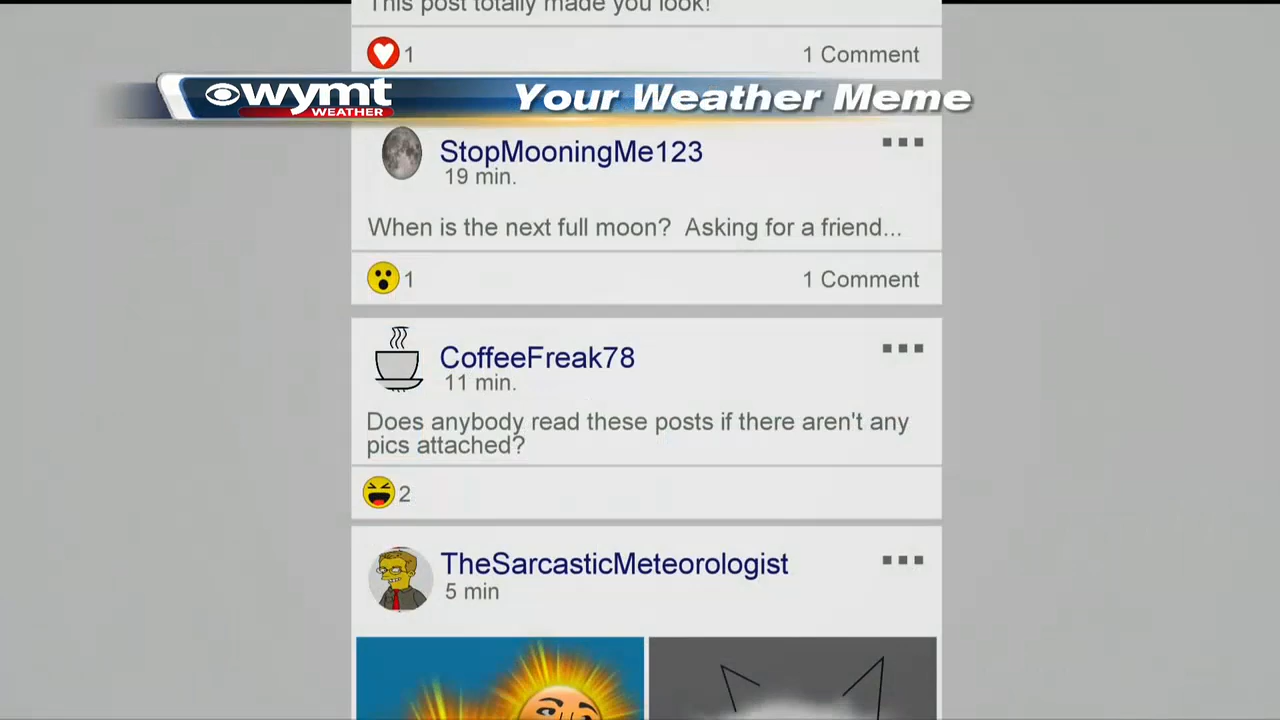 This post totally made you look!
1
1 Comment
wymt
WEATHER
Your Weather Meme
StopMooningMe123
19 min.
When is the next full moon?  Asking for a friend...
1
1 Comment
CoffeeFreak78
11 min.
Does anybody read these posts if there aren't any
pics attached?
2
TheSarcasticMeteorologist
5 min